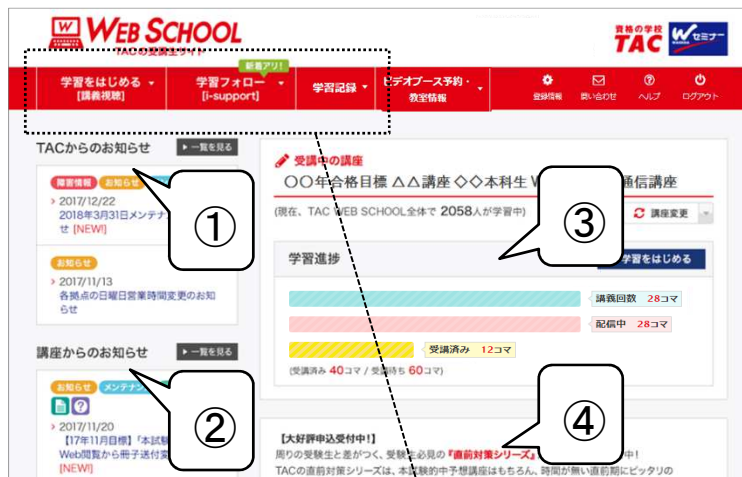 WEB SCHOOL
TACの受講生サイト
資格の学校
TAC
Wセミナー
新着アリ!
学習をはじめる
[講義視聴]
学習フォロー
[i-support]
学習記録
ビデオブース予約・
教室情報
登録情報
問い合わせ
ヘルプ
ログアウト
TACからのお知らせ
一覧を見る
障害情報 お知らせ
2017/12/22
2018年3月31日メンテナ
せ [NEW!]
①
お知らせ
2017/11/13
各拠点の日曜日営業時間変更のお知
らせ
講座からのお知らせ
一覧を見る
お知らせ メンテナン
2017/11/20
【17年11月目標】「本試験
Web閲覧から冊子送付変
[NEW!]
②
受講中の講座
〇〇年合格目標 △△講座 ◇◇本科生 W 通信講座
(現在、TAC WEB SCHOOL全体で 2058人が学習中)
講座変更
③
学習進捗
学習をはじめる
講義回数 28コマ
配信中 28コマ
受講済み 12コマ
(受講済み 40コマ / 受講待ち 60コマ)
④
【大好評申込受付中!】
周りの受験生と差がつく、受験生必見の『直前対策シリーズ』 中!
TACの直前対策シリーズは、本試験的中予想講座はもちろん、時間が無い直前期にピッタリの